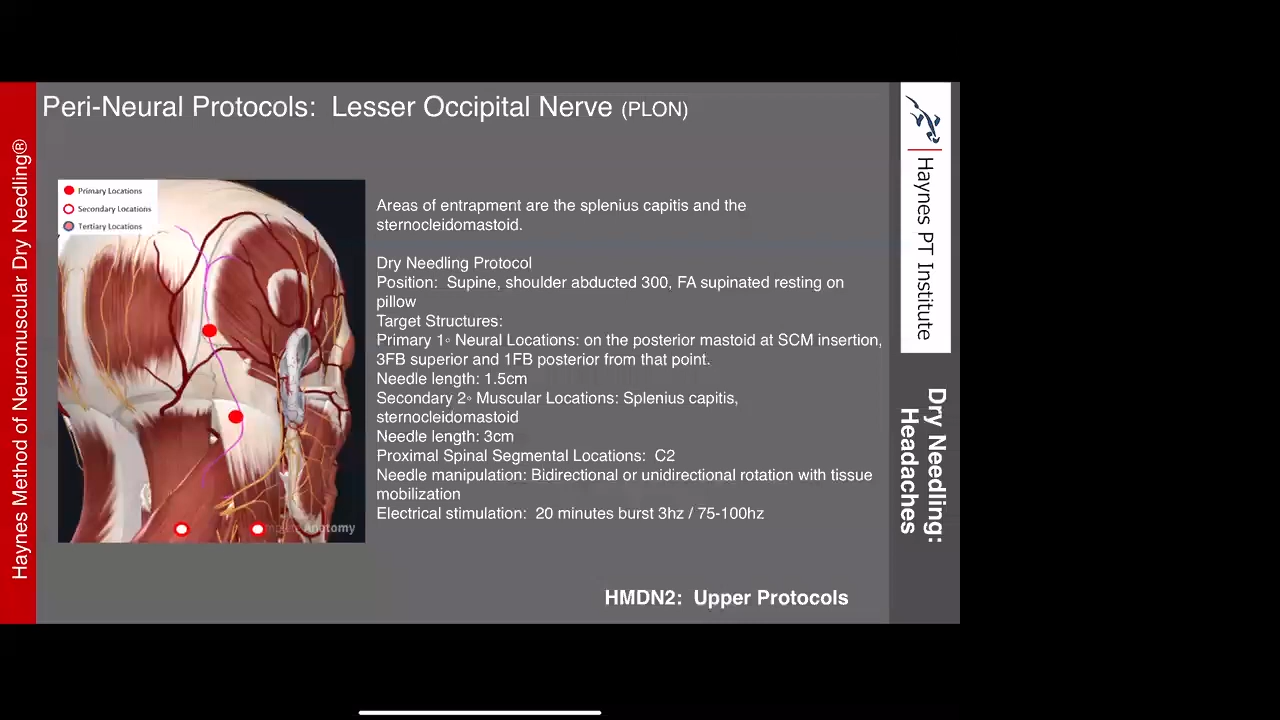 Peri-Neural Protocols: Lesser Occipital Nerve (PLON)
Haynes Method of Neuromuscular Dry Needling®
Primary Locations
Secondary Locations
Tertiary Locations
Anatomy
Areas of entrapment are the splenius capitis and the
sternocleidomastoid.
Dry Needling Protocol
Position: Supine, shoulder abducted 300, FA supinated resting on
pillow
Target Structures:
Primary 1◦ Neural Locations: on the posterior mastoid at SCM insertion,
3FB superior and 1FB posterior from that point.
Needle length: 1.5cm
Secondary 2◦ Muscular Locations: Splenius capitis,
sternocleidomastoid
Needle length: 3cm
Proximal Spinal Segmental Locations: C2
Needle manipulation: Bidirectional or unidirectional rotation with tissue
mobilization
Electrical stimulation: 20 minutes burst 3hz / 75-100hz
HMDN2: Upper Protocols
Haynes PT Institute
Dry Needling:
Headaches